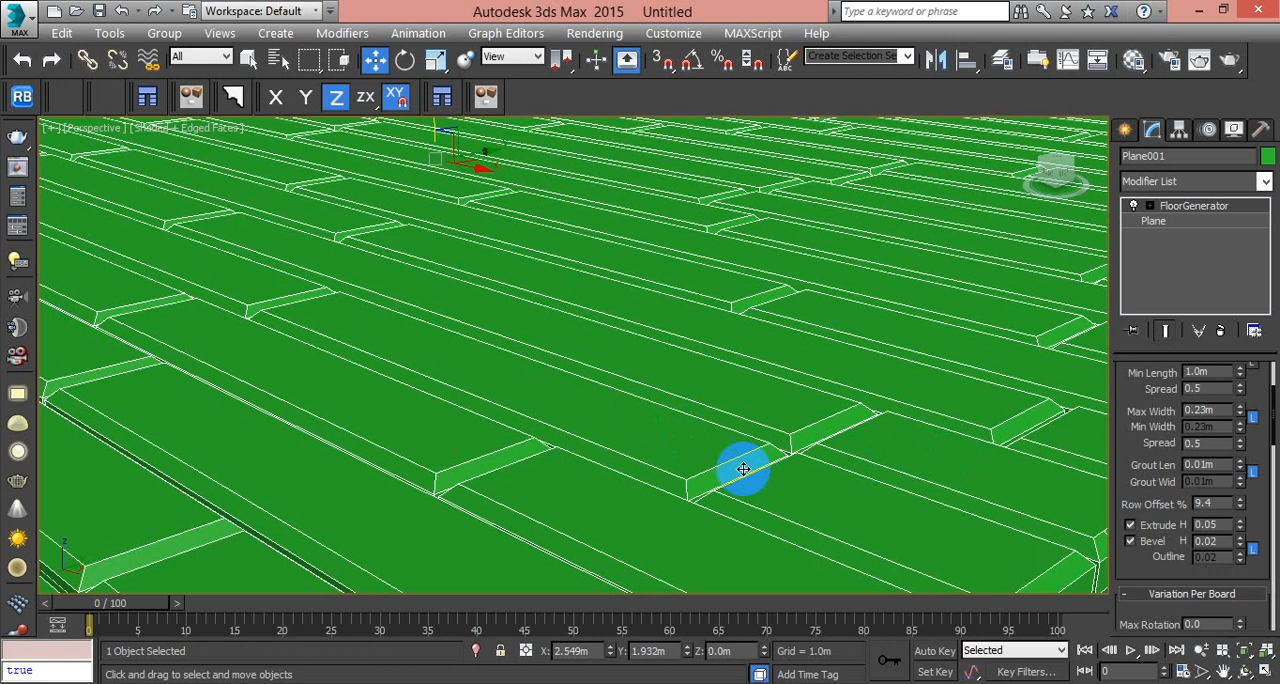 Workspace: Default
Autodesk 3ds Max 2015 Untitled
Type a keyword or phrase
MAX
Edit Tools Group Views Create Modifiers Animation Graph Editors Rendering Customize MAXScript Help
All View 3 Create Selection Se
RB X Y Z ZX XY
[+] [Perspective] [Shaded + Edged Faces]
Plane001
Modifier List
FloorGenerator
Plane
Min Length 1.0m
Spread 0.5
Max Width 0.23m L
Min Width 0.23m
Spread 0.5
Grout Len 0.01m L
Grout Wid 0.01m
Row Offset % 9.4
Extrude H 0.05
Bevel H 0.02 L
Outline 0.02
- Variation Per Board
Max Rotation 0.0
z
x
< 0 / 100 >
0 5 10 15 20 25 30 35 40 45 50 55 60 65 70 75 80 85 90 95 100
1 Object Selected X: 2.549m Y: 1.932m Z: 0.0m Grid = 1.0m Auto Key Selected
true Click and drag to select and move objects Add Time Tag Set Key Key Filters... 0